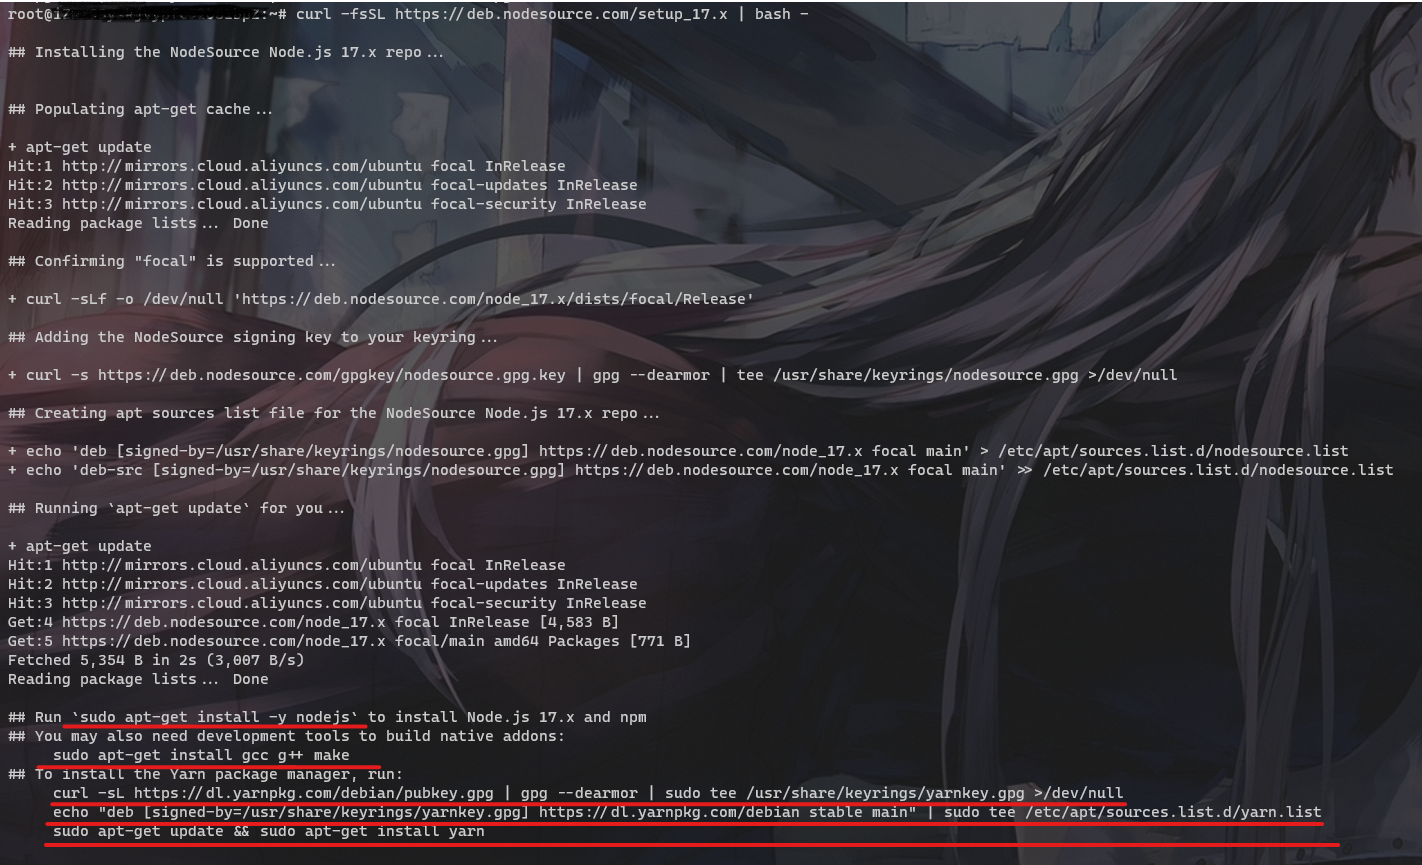 root@i :~# curl -fsSL https://deb.nodesource.com/setup_17.x | bash -
## Installing the NodeSource Node.js 17.x repo...
## Populating apt-get cache...
+ apt-get update
Hit:1 http://mirrors.cloud.aliyuncs.com/ubuntu focal InRelease
Hit:2 http://mirrors.cloud.aliyuncs.com/ubuntu focal-updates InRelease
Hit:3 http://mirrors.cloud.aliyuncs.com/ubuntu focal-security InRelease
Reading package lists... Done
## Confirming "focal" is supported...
+ curl -sLf -o /dev/null 'https://deb.nodesource.com/node_17.x/dists/focal/Release'
## Adding the NodeSource signing key to your keyring...
+ curl -s https://deb.nodesource.com/gpgkey/nodesource.gpg.key | gpg --dearmor | tee /usr/share/keyrings/nodesource.gpg >/dev/null
## Creating apt sources list file for the NodeSource Node.js 17.x repo...
+ echo 'deb [signed-by=/usr/share/keyrings/nodesource.gpg] https://deb.nodesource.com/node_17.x focal main' > /etc/apt/sources.list.d/nodesource.list
+ echo 'deb-src [signed-by=/usr/share/keyrings/nodesource.gpg] https://deb.nodesource.com/node_17.x focal main' >> /etc/apt/sources.list.d/nodesource.list
## Running `apt-get update` for you...
+ apt-get update
Hit:1 http://mirrors.cloud.aliyuncs.com/ubuntu focal InRelease
Hit:2 http://mirrors.cloud.aliyuncs.com/ubuntu focal-updates InRelease
Hit:3 http://mirrors.cloud.aliyuncs.com/ubuntu focal-security InRelease
Get:4 https://deb.nodesource.com/node_17.x focal InRelease [4,583 B]
Get:5 https://deb.nodesource.com/node_17.x focal/main amd64 Packages [771 B]
Fetched 5,354 B in 2s (3,007 B/s)
Reading package lists... Done
## Run `sudo apt-get install -y nodejs` to install Node.js 17.x and npm
## You may also need development tools to build native addons:
sudo apt-get install gcc g++ make
## To install the Yarn package manager, run:
curl -sL https://dl.yarnpkg.com/debian/pubkey.gpg | gpg --dearmor | sudo tee /usr/share/keyrings/yarnkey.gpg >/dev/null
echo "deb [signed-by=/usr/share/keyrings/yarnkey.gpg] https://dl.yarnpkg.com/debian stable main" | sudo tee /etc/apt/sources.list.d/yarn.list
sudo apt-get update && sudo apt-get install yarn